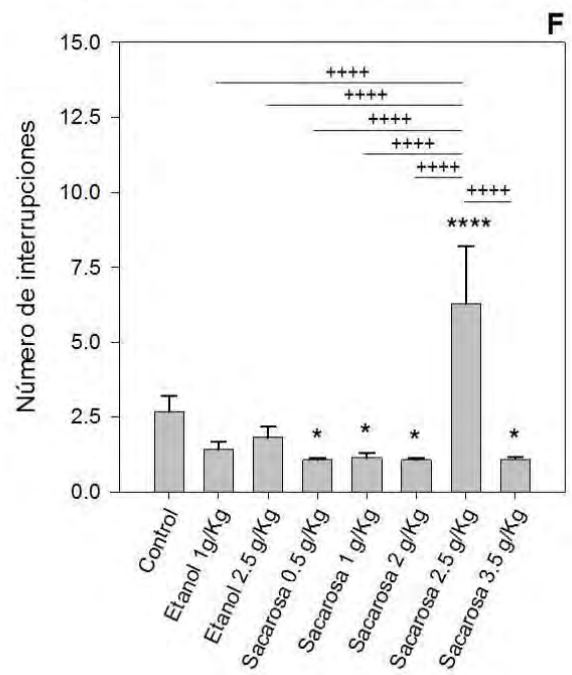 F
Número de interrupciones
15.0
12.5
10.0
7.5
5.0
2.5
0.0
++++
++++
++++
++++
++++
++++
****
*
*
*
*
Control
Etanol 1g/Kg
Etanol 2.5 g/Kg
Sacarosa 0.5 g/Kg
Sacarosa 1 g/Kg
Sacarosa 2 g/Kg
Sacarosa 2.5 g/Kg
Sacarosa 3.5 g/Kg